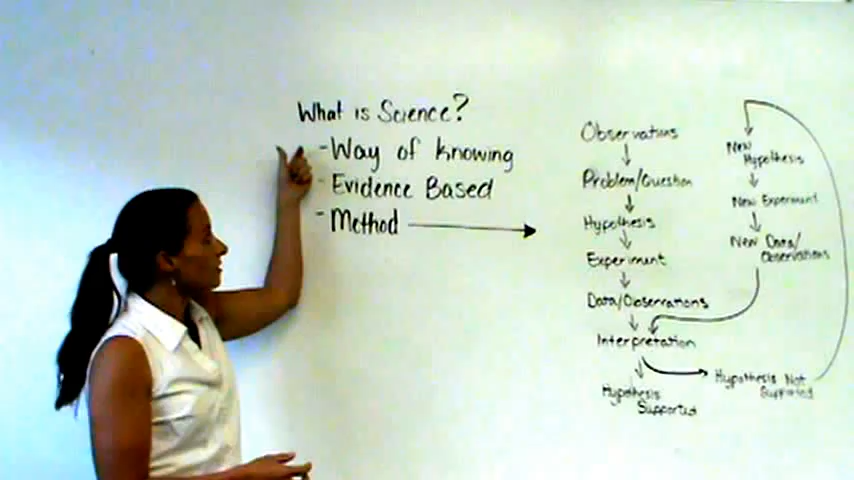 What is Science?
- Way of Knowing
- Evidence Based
- Method
Observations
Problem/Question
Hypothesis
Experiment
Data/Observations
Interpretation
Hypothesis
Supported
Hypothesis Not
Supported
New
Hypothesis
New Experiment
New Data/
Observations